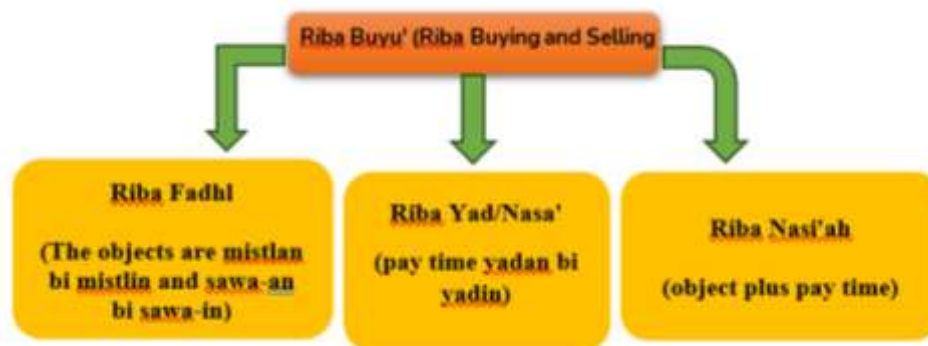 Riba Buyu' (Riba Buying and Selling
Riba Fadhl
(The objects are mistlan
bi mistlin and sawa-an
bi sawa-in)
Riba Yad/Nasa'
(pay time yadan bi
yadin)
Riba Nasi'ah
(object plus pay time)